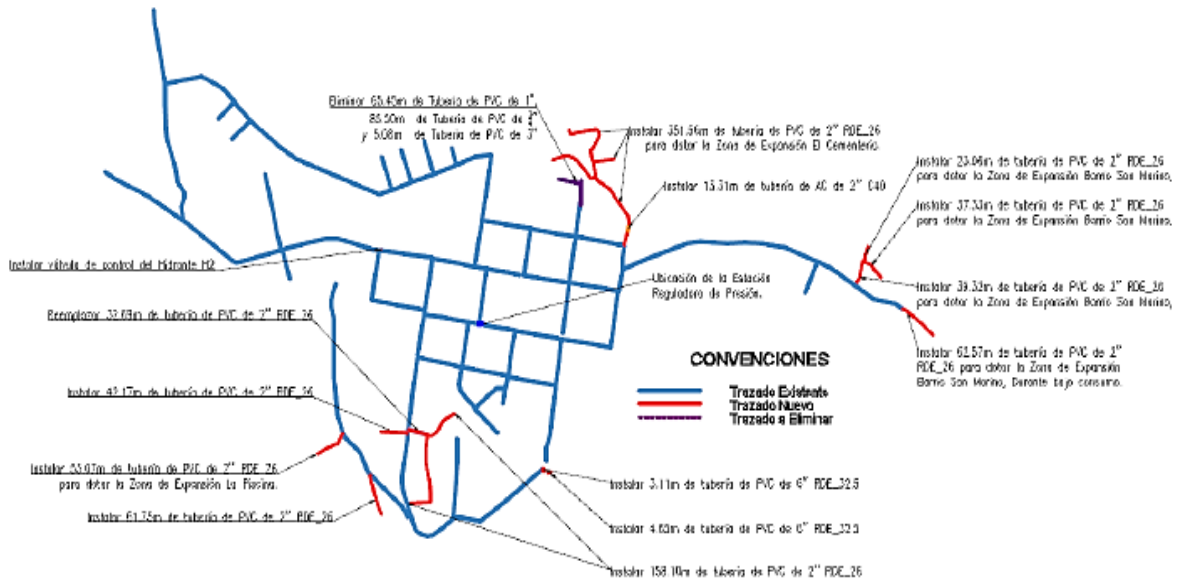 Eliminar 65.45m de Tubería de PVC de 1",
de Tubería de PVC de
y 5.08m de Tubería de PVC de 3"
Instalar 351.56m de tubería de PVC de 2" RDE_26
para dotar la Zona de Expansión El Cementerio.
Instalar 23.06m de tubería de PVC de 2" RDE_26
para dotar la Zona de Expansión Barrio San Marino.
Instalar 15.31m de tubería de AC de 2" C40
Instalar 37.33m de tubería de PVC de 2" RDE_26
para dotar la Zona de Expansión Barrio San Marino.
Instalar válvula de control del Hidrante H2
Ubicación de la Estación
Reguladora de Presión.
Instalar 39.32m de tubería de PVC de 2" RDE_26
para dotar la Zona de Expansión Barrio San Marino,
Reemplazar de tubería de PVC de 2" RDE_26
Instalar 62.57m de tubería de PVC de 2"
RDE_26 para dotar la Zona de Expansión
Barrio San Marino, Durante bajo consumo.
CONVENCIONES
Trazado Existente
Trazado Nuevo
Trazado a Eliminar
Instalar 42.17m de tubería de PVC de 2" RDE_26
Instalar de tubería de PVC de 2" RDE_26
para dotar la Zona de Expansión La Piscina.
Instalar 3.11m de tubería de PVC de 6" RDE_32.5
Instalar 61.75m de tubería de PVC de 2" RDE_26
Instalar de tubería de PVC de 6" RDE_32.5
Instalar de tubería de PVC de 2" RDE_26